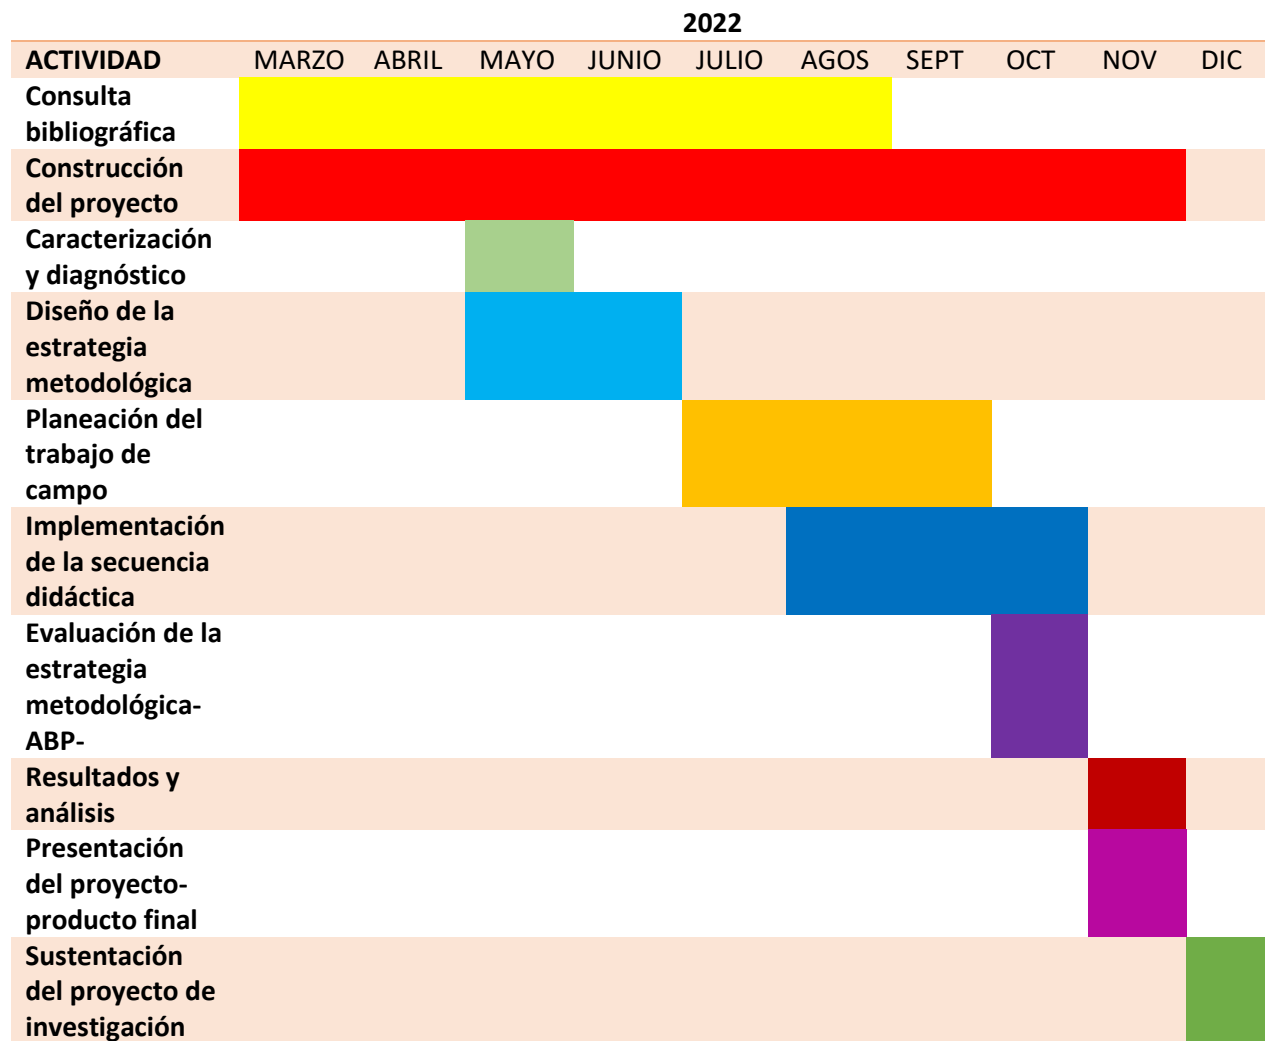 2022
ACTIVIDAD MARZO ABRIL MAYO JUNIO JULIO AGOS SEPT OCT NOV DIC
Consulta
bibliográfica
Construcción
del proyecto
Caracterización
y diagnóstico
Diseño de la
estrategia
metodológica
Planeación del
trabajo de
campo
Implementación
de la secuencia
didáctica
Evaluación de la
estrategia
metodológica-
ABP-
Resultados y
análisis
Presentación
del proyecto-
producto final
Sustentación
del proyecto de
investigación